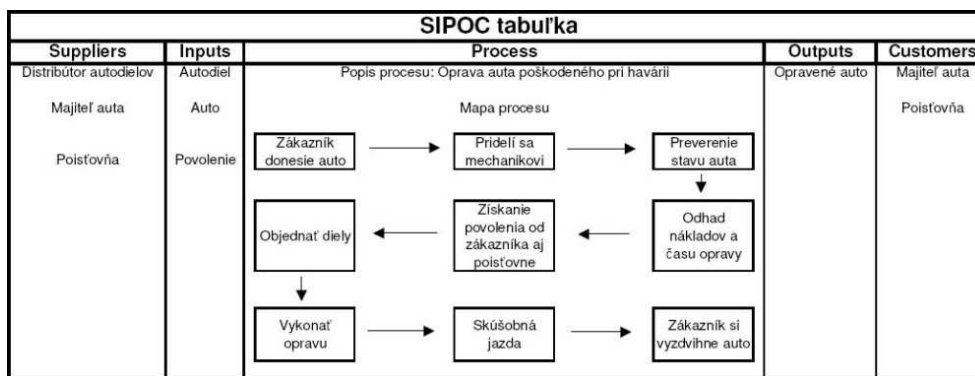 SIPOC tabuľka
Suppliers
Inputs
Process
Outputs
Customers
Distribútor autodielov
Autodiel
Popis procesu: Oprava auta poškodeného pri havárii
Opravené auto
Majiteľ auta
Majiteľ auta
Auto
Mapa procesu
Poisťovňa
Poisťovňa
Povolenie
Zákazník
donesie auto
Pridelí sa
mechanikovi
Preverenie
stavu auta
Odhad
nákladov a
času opravy
Získanie
povolenia od
zákazníka aj
poisťovne
Objednať diely
Vykonať
opravu
Skúšobná
jazda
Zákazník si
vyzdvihne auto